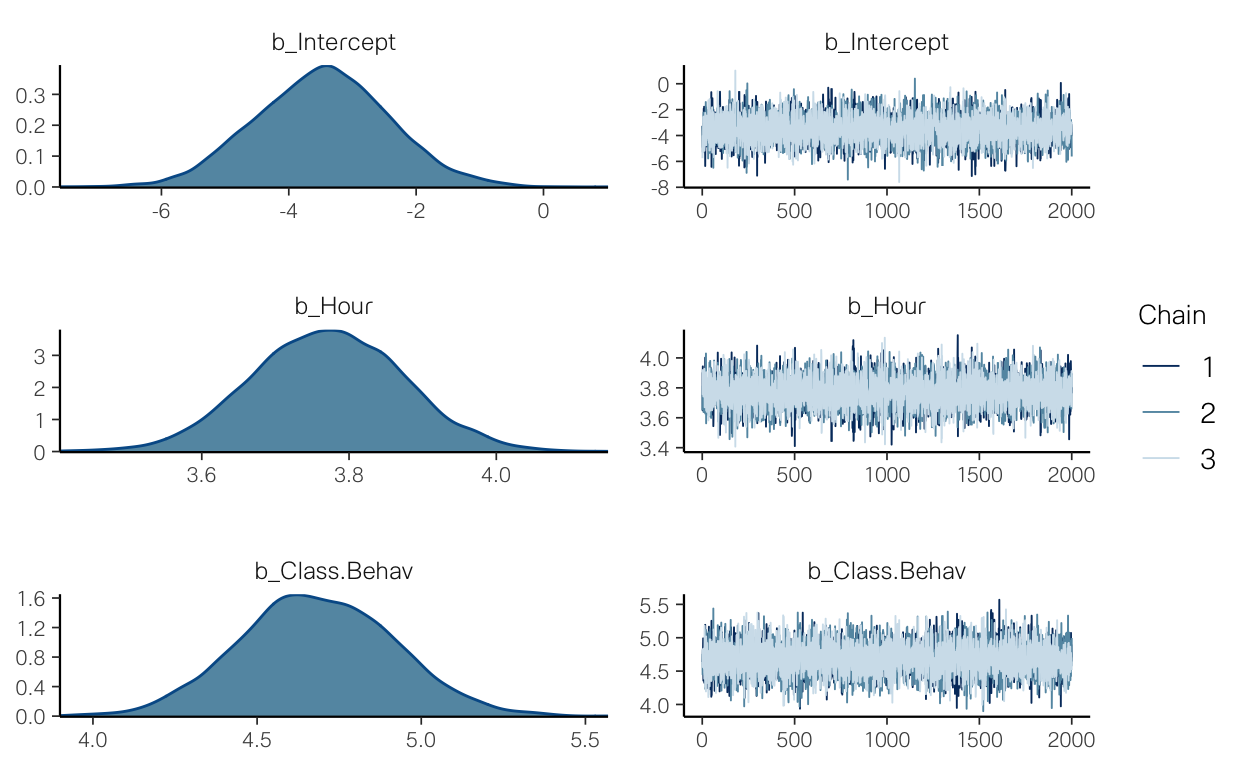 b_Intercept
0.3
0.2
0.1
0.0
-6 -4 -2 0
b_Intercept
0
-2
-4
-6
-8
0 500 1000 1500 2000
b_Hour
3
2
1
0
3.6 3.8 4.0
b_Hour
4.0
3.8
3.6
3.4
0 500 1000 1500 2000
Chain
1
2
3
b_Class.Behav
1.6
1.2
0.8
0.4
0.0
4.0 4.5 5.0 5.5
b_Class.Behav
5.5
5.0
4.5
4.0
0 500 1000 1500 2000